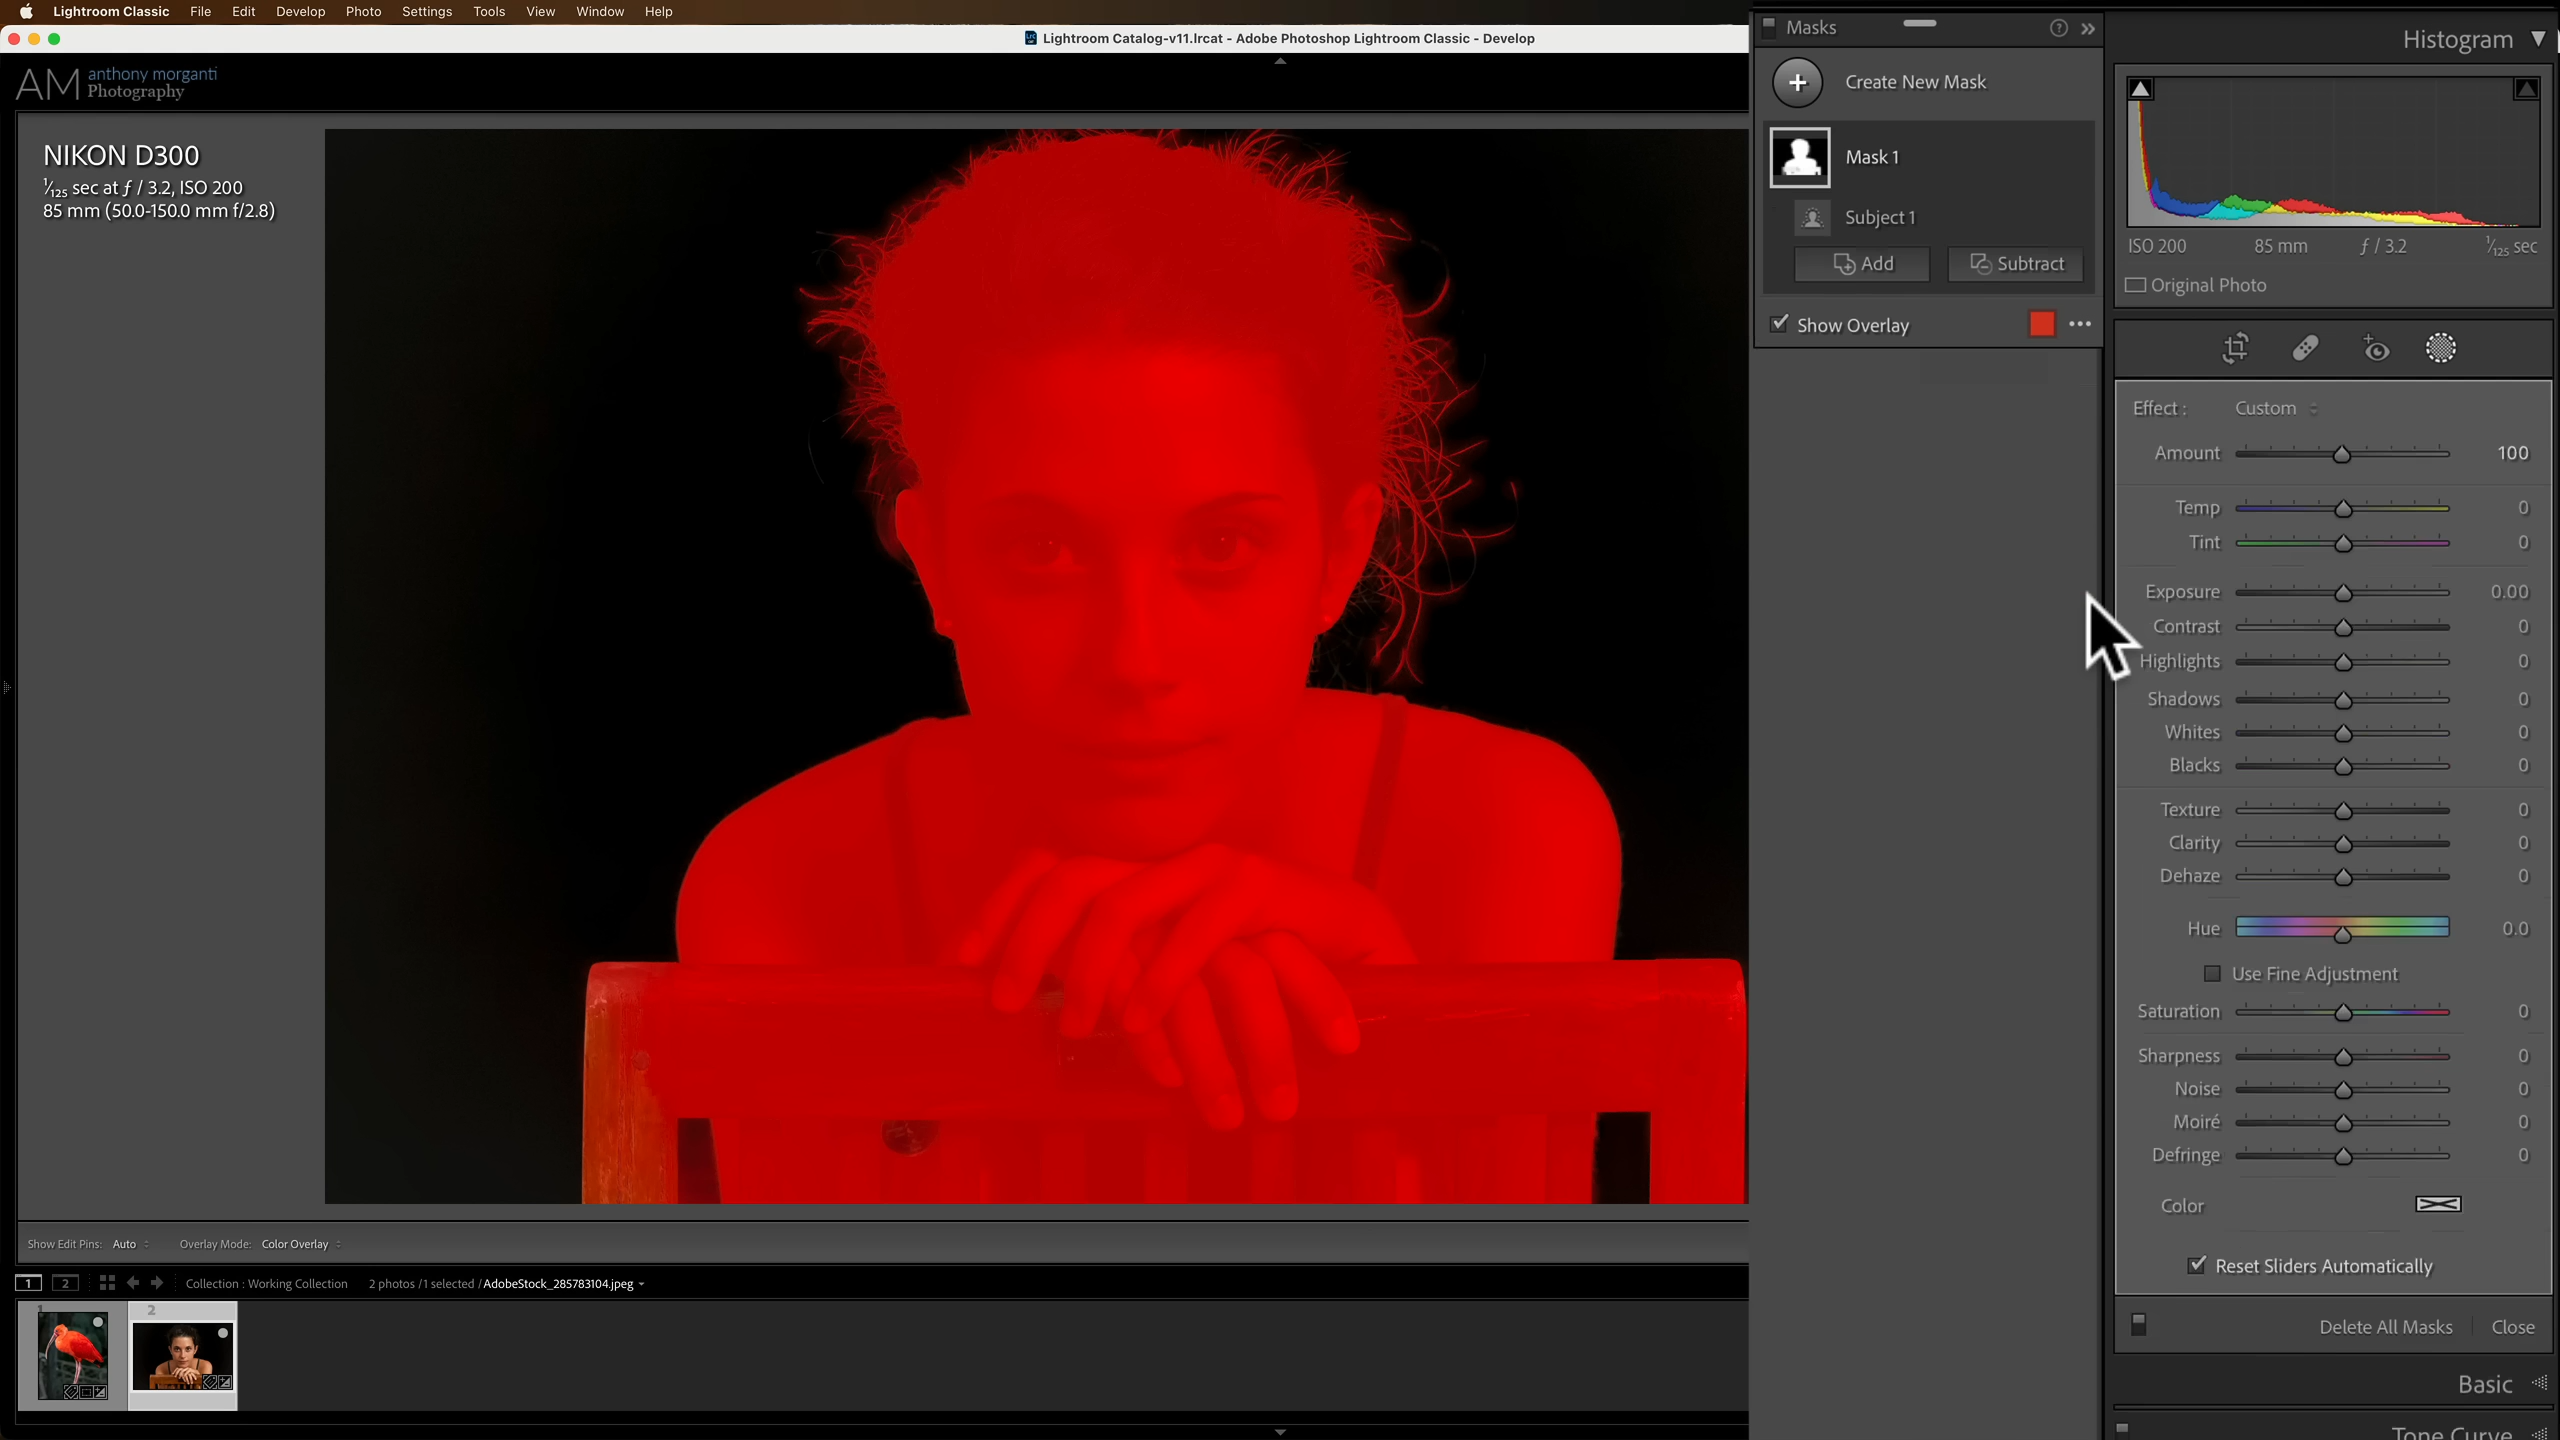 Lightroom Classic File Edit Develop Photo Settings Tools View Window Help
Lightroom Catalog-v11.lrcat - Adobe Photoshop Lightroom Classic - Develop
AM anthony morganti
Photography
NIKON D300
1/125 sec at ƒ / 3.2, ISO 200
85 mm (50.0-150.0 mm f/2.8)
Masks
Create New Mask
Mask 1
Subject 1
Add Subtract
Show Overlay
Histogram
ISO 200 85 mm ƒ / 3.2 1/125 sec
Original Photo
Effect : Custom
Amount 100
Temp 0
Tint 0
Exposure 0.00
Contrast 0
Highlights 0
Shadows 0
Whites 0
Blacks 0
Texture 0
Clarity 0
Dehaze 0
Hue 0.0
Use Fine Adjustment
Saturation 0
Sharpness 0
Noise 0
Moiré 0
Defringe 0
Color
Reset Sliders Automatically
Delete All Masks Close
Basic
Tone Curve
Show Edit Pins: Auto Overlay Mode: Color Overlay
1 2 Collection : Working Collection 2 photos / 1 selected / AdobeStock_285783104.jpeg
1 2